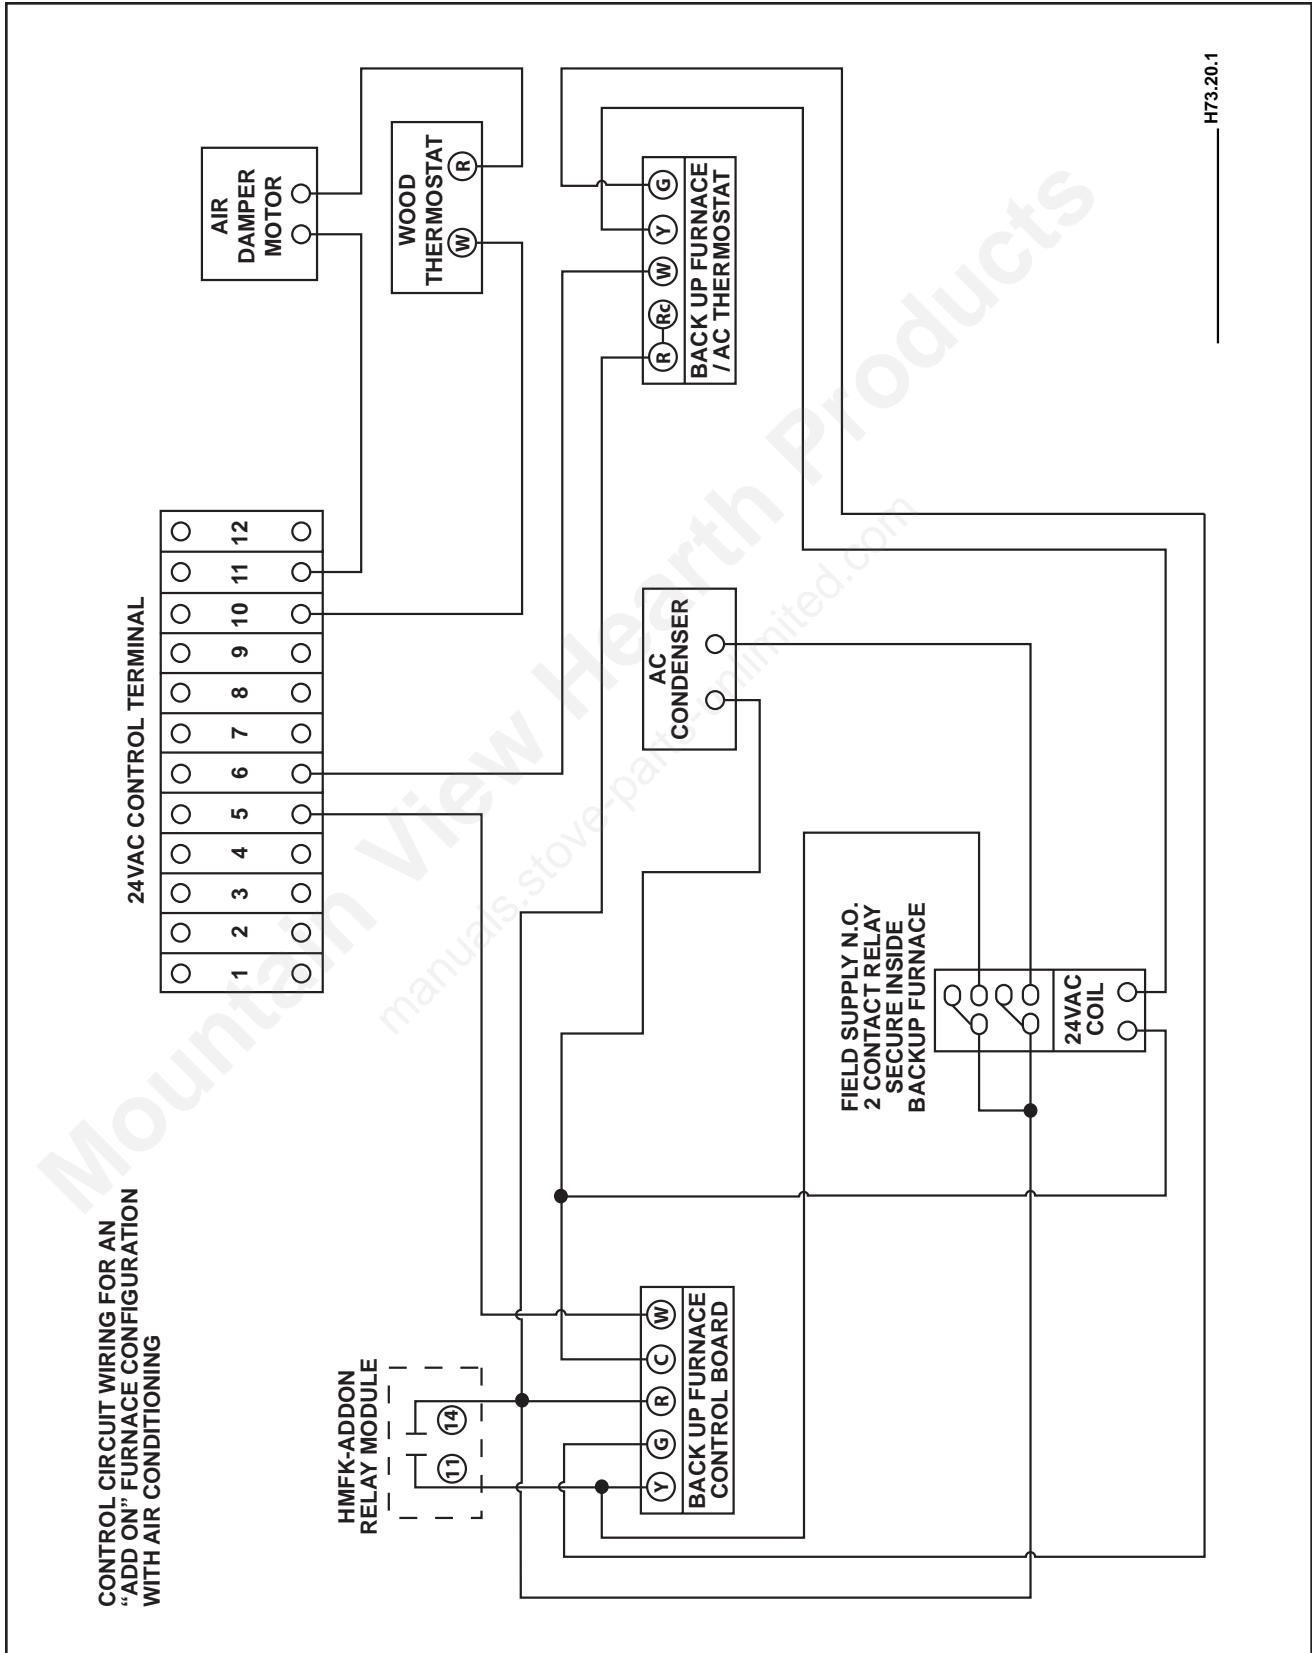 CONTROL CIRCUIT WIRING FOR AN
“ADD ON” FURNACE CONFIGURATION
WITH AIR CONDITIONING
24VAC CONTROL TERMINAL
1 2 3 4 5 6 7 8 9 10 11 12
AIR
DAMPER
MOTOR
WOOD
THERMOSTAT
W R
HMFK-ADDON
RELAY MODULE
11 14
Y G R C W
BACK UP FURNACE
CONTROL BOARD
AC
CONDENSER
R Rc W Y G
BACK UP FURNACE
/ AC THERMOSTAT
FIELD SUPPLY N.O.
2 CONTACT RELAY
SECURE INSIDE
BACKUP FURNACE
24VAC
COIL
H73.20.1
Mountain View Hearth Products
manuals.stove-parts-unlimited.com